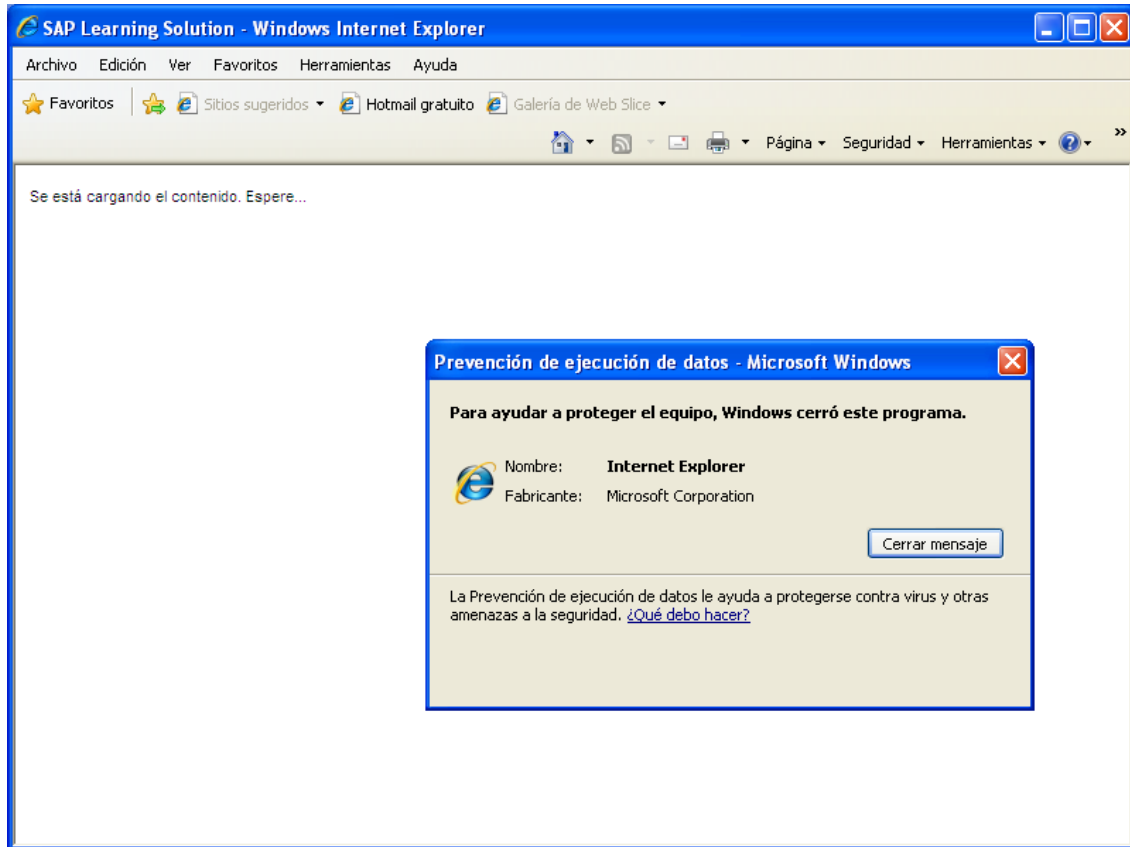 SAP Learning Solution - Windows Internet Explorer
Archivo Edición Ver Favoritos Herramientas Ayuda
Favoritos Sitios sugeridos Hotmail gratuito Galería de Web Slice
Página Seguridad Herramientas »
Se está cargando el contenido. Espere...
Prevención de ejecución de datos - Microsoft Windows
Para ayudar a proteger el equipo, Windows cerró este programa.
Nombre: Internet Explorer
Fabricante: Microsoft Corporation
Cerrar mensaje
La Prevención de ejecución de datos le ayuda a protegerse contra virus y otras
amenazas a la seguridad. ¿Qué debo hacer?